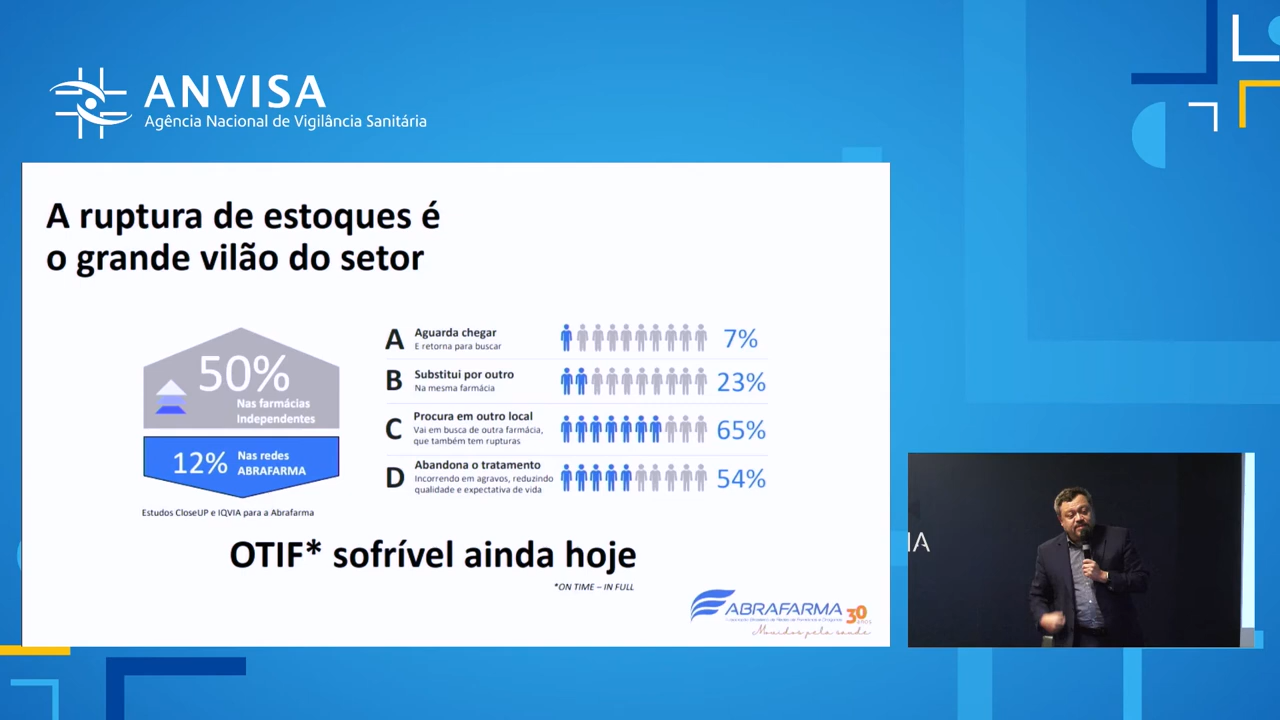 ANVISA
Agência Nacional de Vigilância Sanitária
A ruptura de estoques é
o grande vilão do setor
50%
Nas farmácias
Independentes
12%
Nas redes
ABRAFARMA
Estudos CloseUP e IQVIA para a Abrafarma
A
Aguarda chegar
E retorna para buscar
7%
B
Substitui por outro
Na mesma farmácia
23%
C
Procura em outro local
Vai em busca de outra farmácia,
que também tem rupturas
65%
D
Abandona o tratamento
Incorrendo em agravos, reduzindo
qualidade e expectativa de vida
54%
OTIF* sofrível ainda hoje
*ON TIME – IN FULL
ABRAFARMA
30
anos
Movidos pela saúde
IA